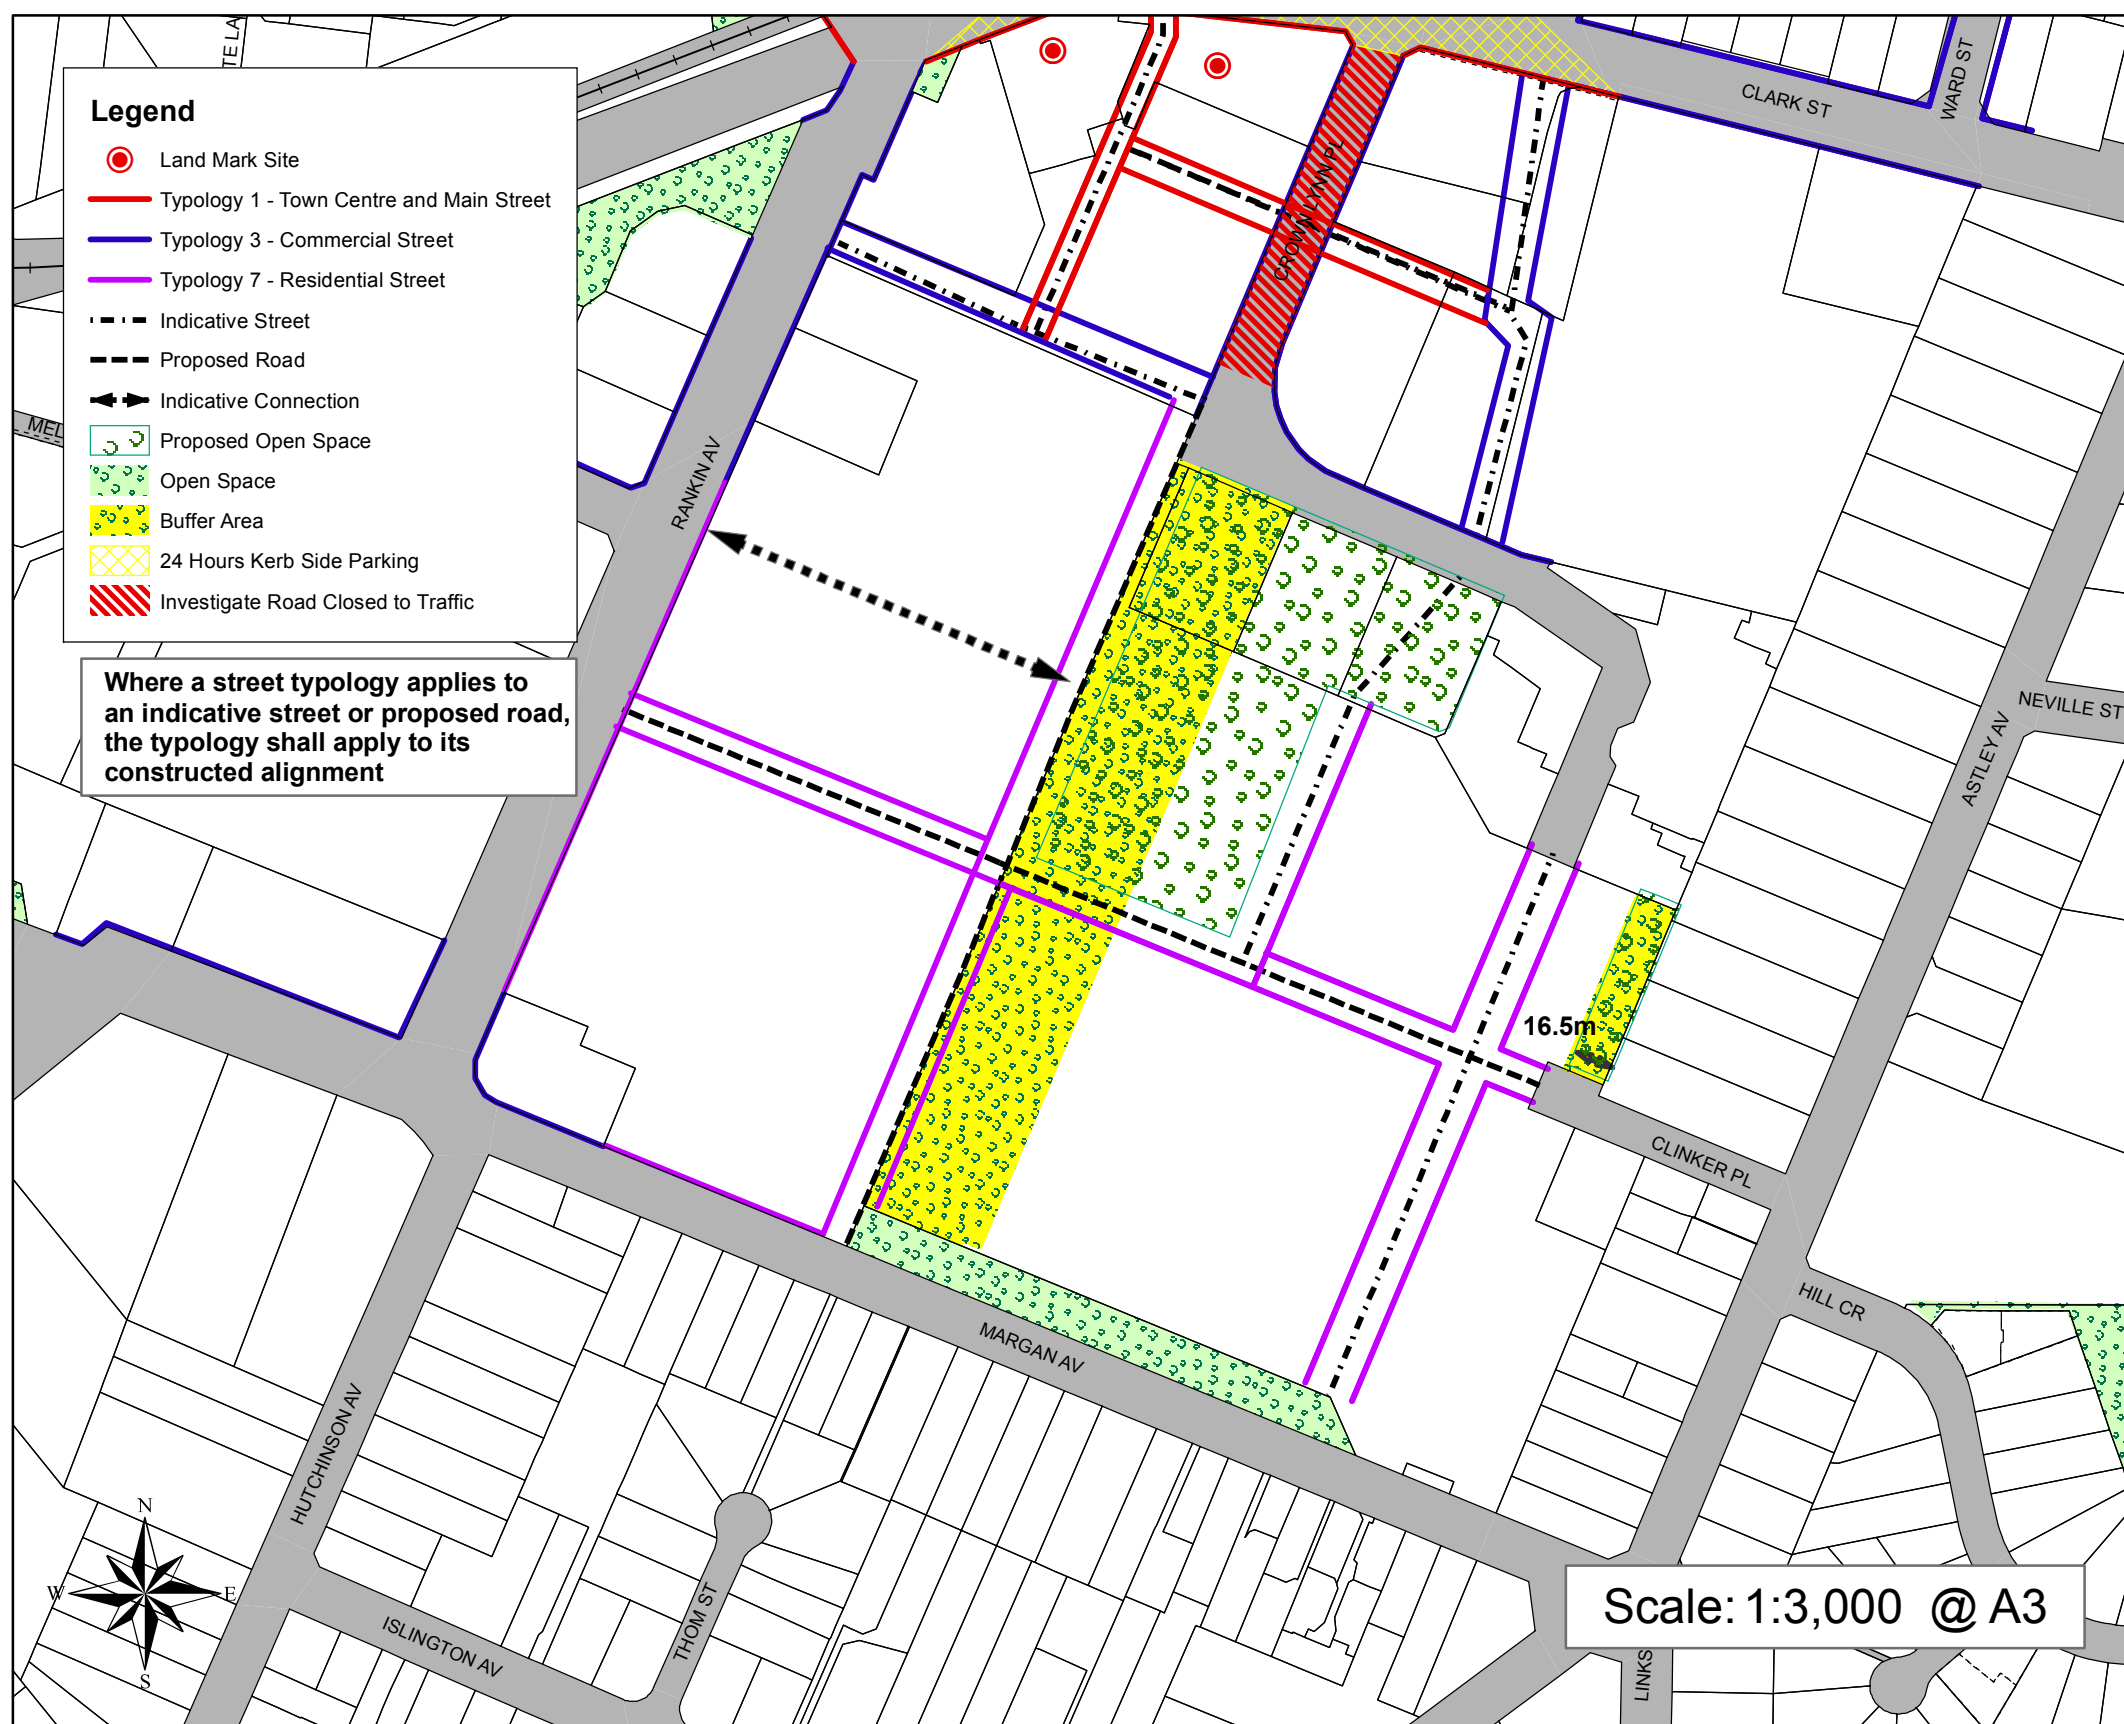 Legend
Land Mark Site
Typology 1 - Town Centre and Main Street
Typology 3 - Commercial Street
Typology 7 - Residential Street
Indicative Street
Proposed Road
Indicative Connection
Proposed Open Space
Open Space
Buffer Area
24 Hours Kerb Side Parking
Investigate Road Closed to Traffic
Where a street typology applies to
an indicative street or proposed road,
the typology shall apply to its
constructed alignment
TE LA
MEL
CLARK ST
WARD ST
CROWN LYNN PL
RANKIN AV
NEVILLE ST
ASTLEY AV
16.5m
CLINKER PL
HILL CR
MARGAN AV
HUTCHINSON AV
THOM ST
ISLINGTON AV
LINKS
N
W
E
S
Scale: 1:3,000 @ A3